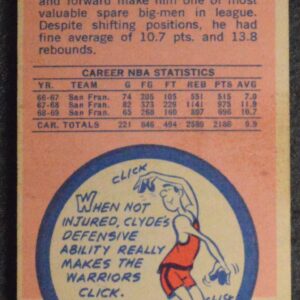 and forward make him one of most
valuable spare big-men in league.
Despite shifting positions, he had
fine average of 10.7 pts. and 13.8
rebounds.
CAREER NBA STATISTICS
YR. TEAM G FG FT REB PTS AVG
66-67 San Fran. 74 205 105 551 515 7.0
67-68 San Fran. 82 373 229 1141 975 11.9
68-69 San Fran. 65 268 160 897 696 10.7
CAR. TOTALS 221 846 494 2589 2186 9.9
CLICK
WHEN NOT
INJURED, CLYDE'S
DEFENSIVE
ABILITY REALLY
MAKES THE
WARRIORS
CLICK.
CLICK